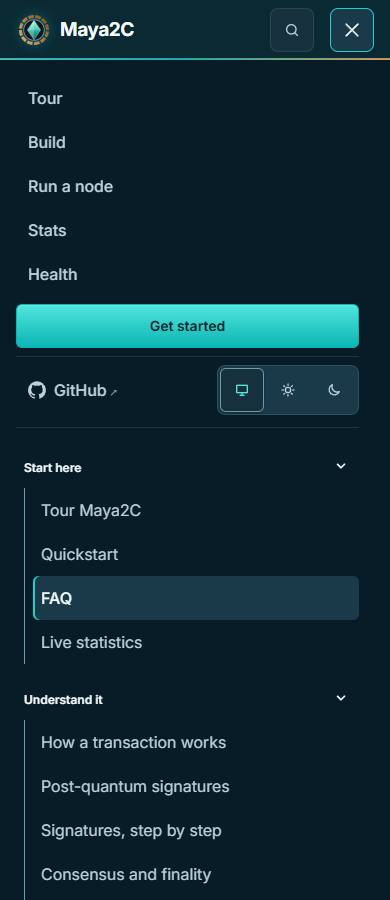 Maya2C
Tour
Build
Run a node
Stats
Health
Get started
GitHub ↗
Start here
Tour Maya2C
Quickstart
FAQ
Live statistics
Understand it
How a transaction works
Post-quantum signatures
Signatures, step by step
Consensus and finality